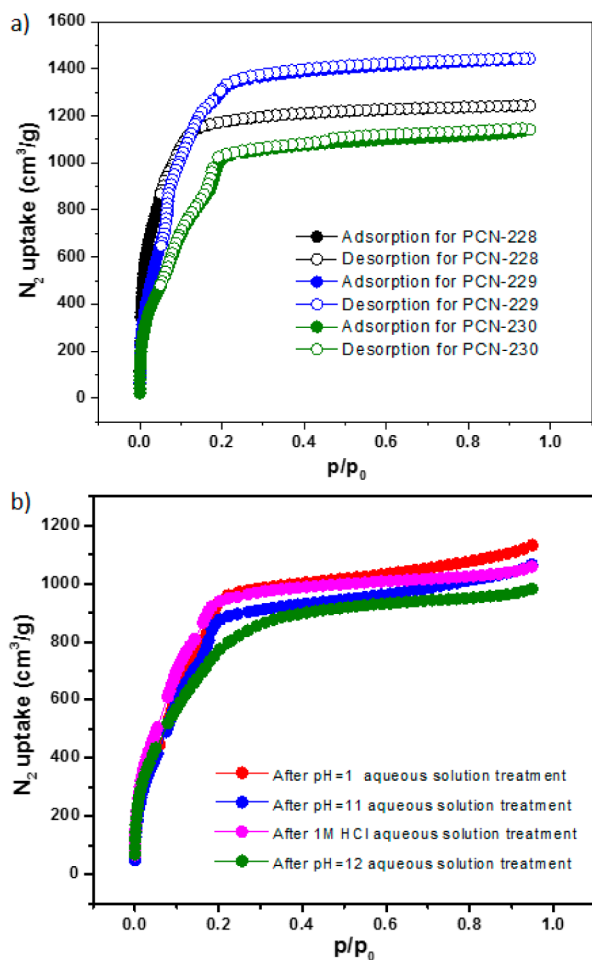 a)
N2 uptake (cm3/g)
1600
1400
1200
1000
800
600
400
200
0
Adsorption for PCN-228
Desorption for PCN-228
Adsorption for PCN-229
Desorption for PCN-229
Adsorption for PCN-230
Desorption for PCN-230
0.0 0.2 0.4 0.6 0.8 1.0
p/p0
b)
N2 uptake (cm3/g)
1200
1000
800
600
400
200
0
After pH=1 aqueous solution treatment
After pH=11 aqueous solution treatment
After 1M HCl aqueous solution treatment
After pH=12 aqueous solution treatment
0.0 0.2 0.4 0.6 0.8 1.0
p/p0